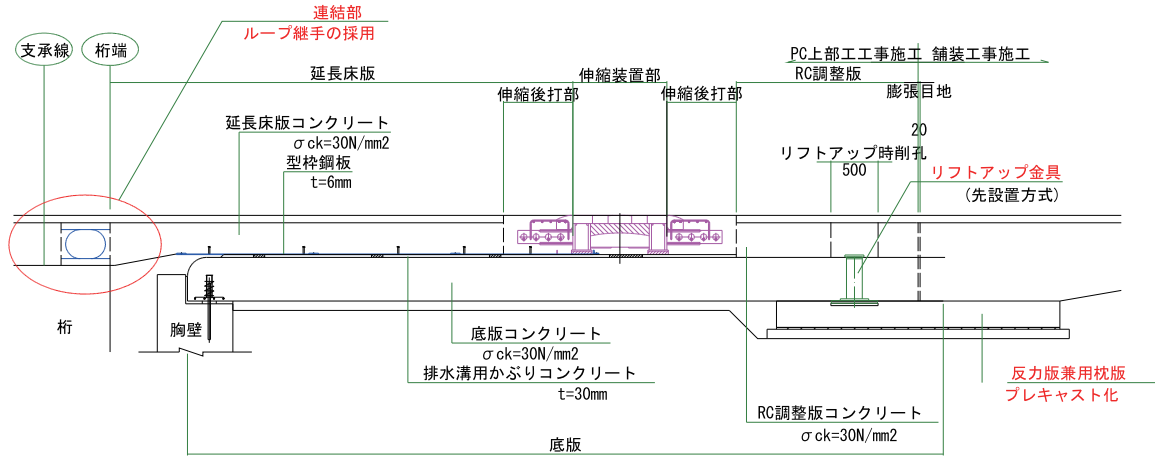 連結部
ループ継手の採用
支承線
桁端
延長床版
伸縮装置部
PC上部工工事施工 舗装工事施工
RC調整版
伸縮後打部
伸縮後打部
膨張目地
延長床版コンクリート
σck=30N/mm2
20
型枠鋼板
t=6mm
リフトアップ時削孔
500
リフトアップ金具
(先設置方式)
桁
胸壁
底版コンクリート
σck=30N/mm2
排水溝用かぶりコンクリート
t=30mm
反力版兼用枕版
プレキャスト化
RC調整版コンクリート
σck=30N/mm2
底版